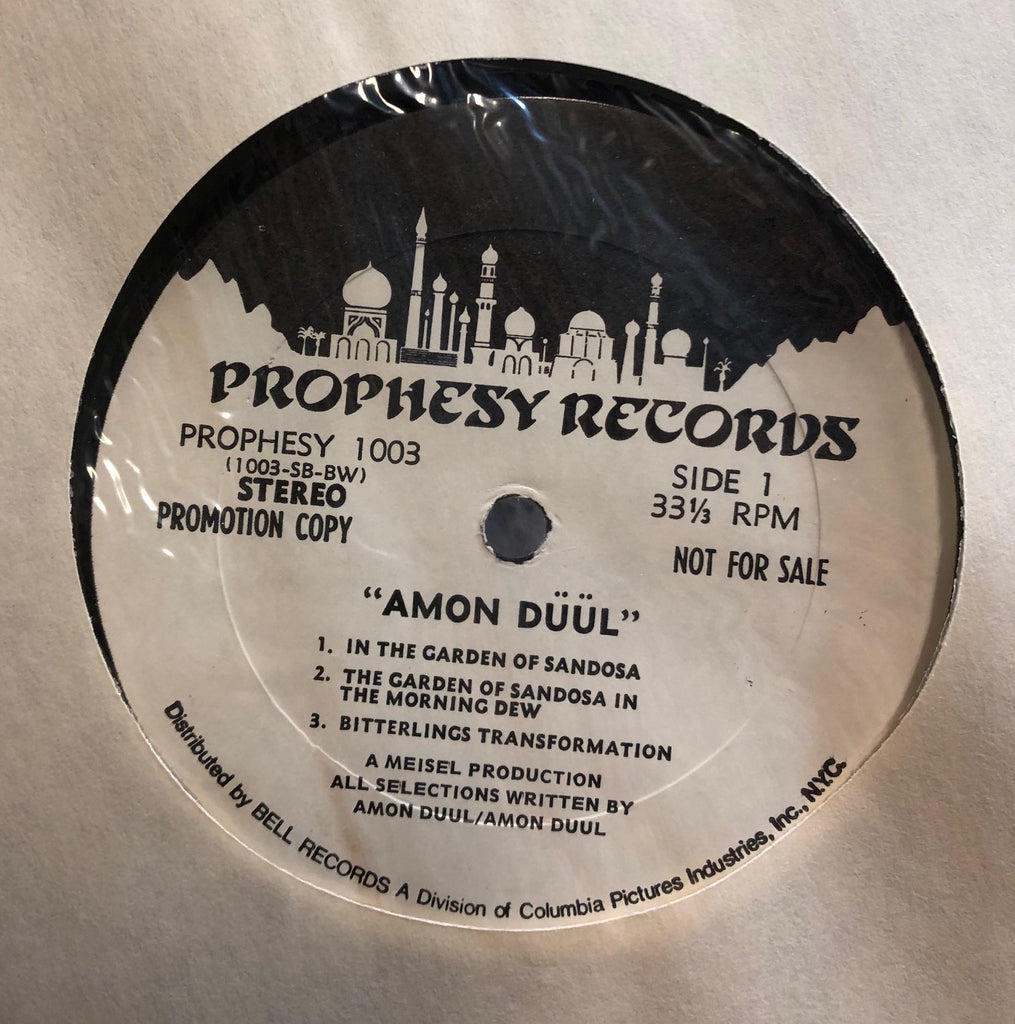 PROPHESY RECORDS
PROPHESY 1003
(1003-SB-BW)
STEREO
PROMOTION COPY
SIDE 1
33⅓ RPM
NOT FOR SALE
“AMON DÜÜL”
1. IN THE GARDEN OF SANDOSA
2. THE GARDEN OF SANDOSA IN
THE MORNING DEW
3. BITTERLINGS TRANSFORMATION
A MEISEL PRODUCTION
ALL SELECTIONS WRITTEN BY
AMON DUUL/AMON DUUL
Distributed by BELL RECORDS A Division of Columbia Pictures Industries, Inc., N.Y.C.